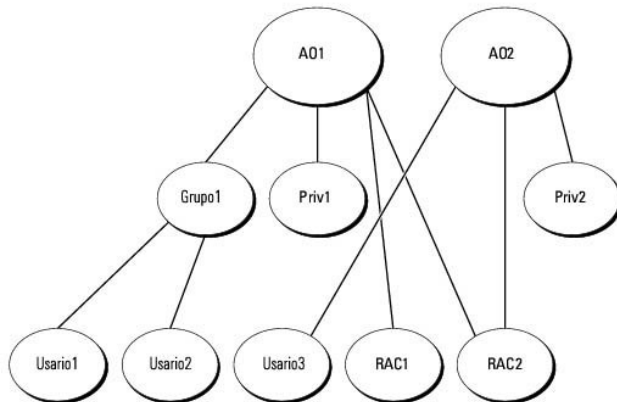 AO1
AO2
Grupo1
Priv1
Priv2
Usario1
Usario2
Usario3
RAC1
RAC2